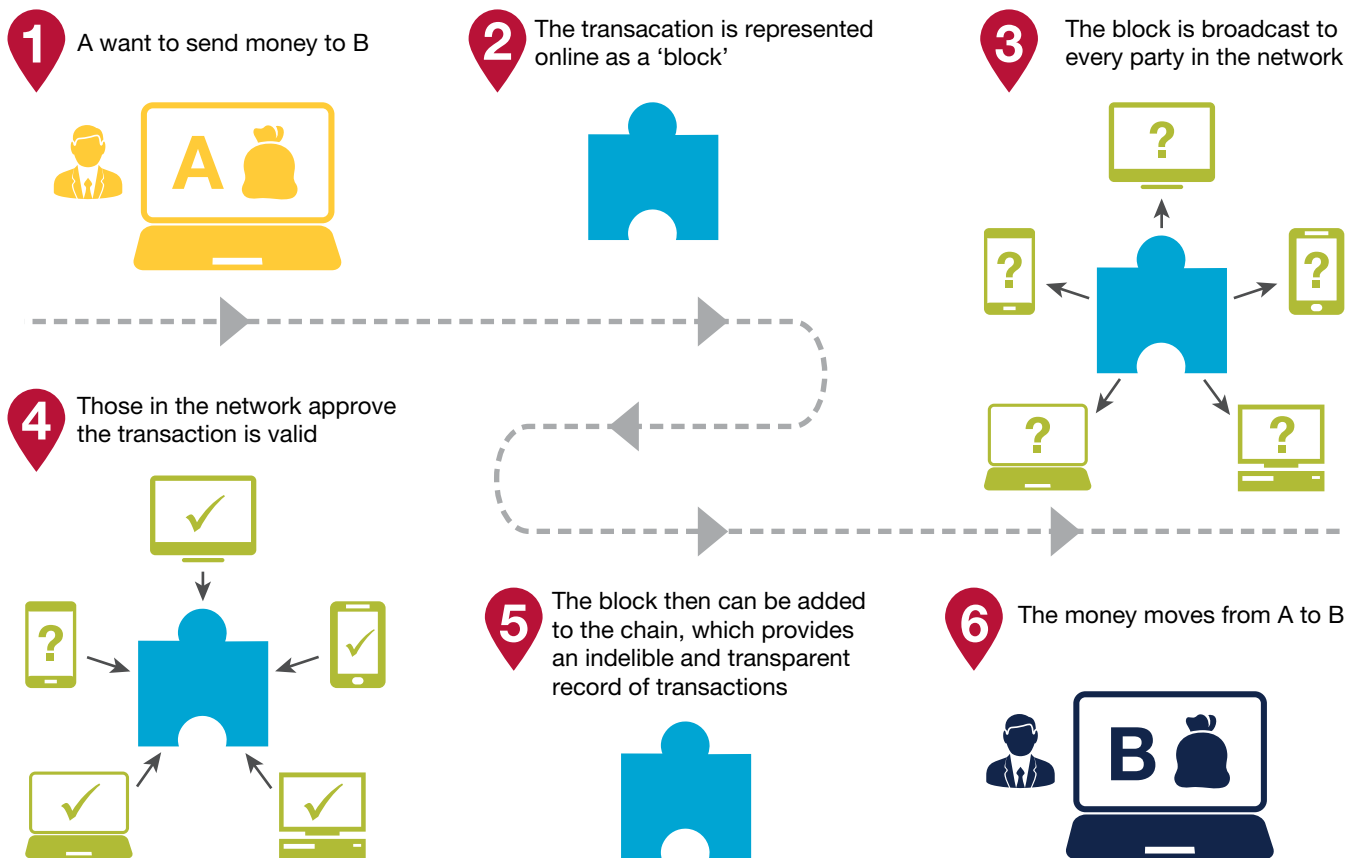 1
A want to send money to B
A
2
The transacation is represented
online as a ‘block’
3
The block is broadcast to
every party in the network
?
?
?
?
?
4
Those in the network approve
the transaction is valid
?
5
The block then can be added
to the chain, which provides
an indelible and transparent
record of transactions
6
The money moves from A to B
B